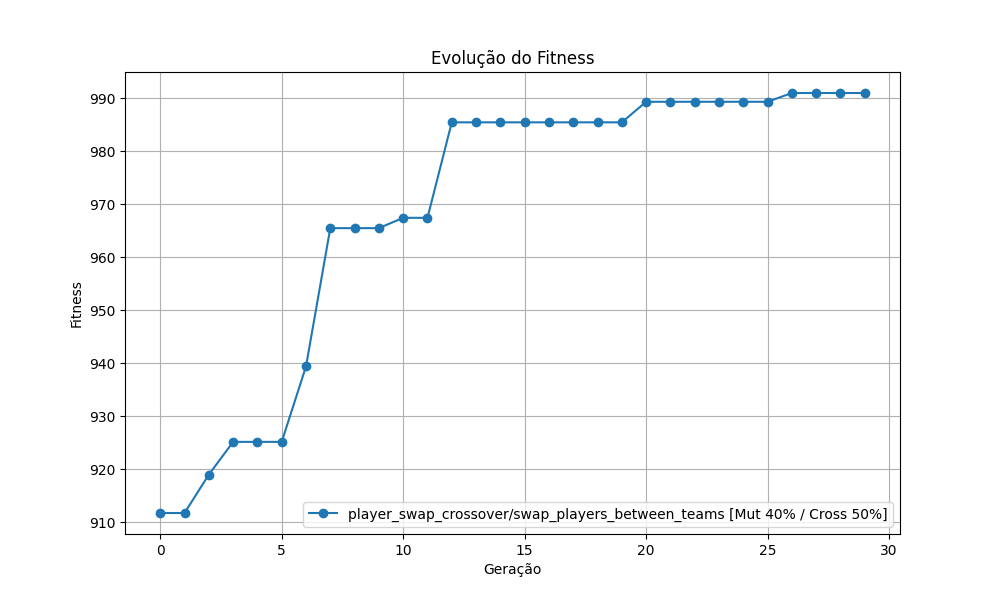 Evolução do Fitness
Fitness
990
980
970
960
950
940
930
920
910
player_swap_crossover/swap_players_between_teams [Mut 40% / Cross 50%]
0 5 10 15 20 25 30
Geração